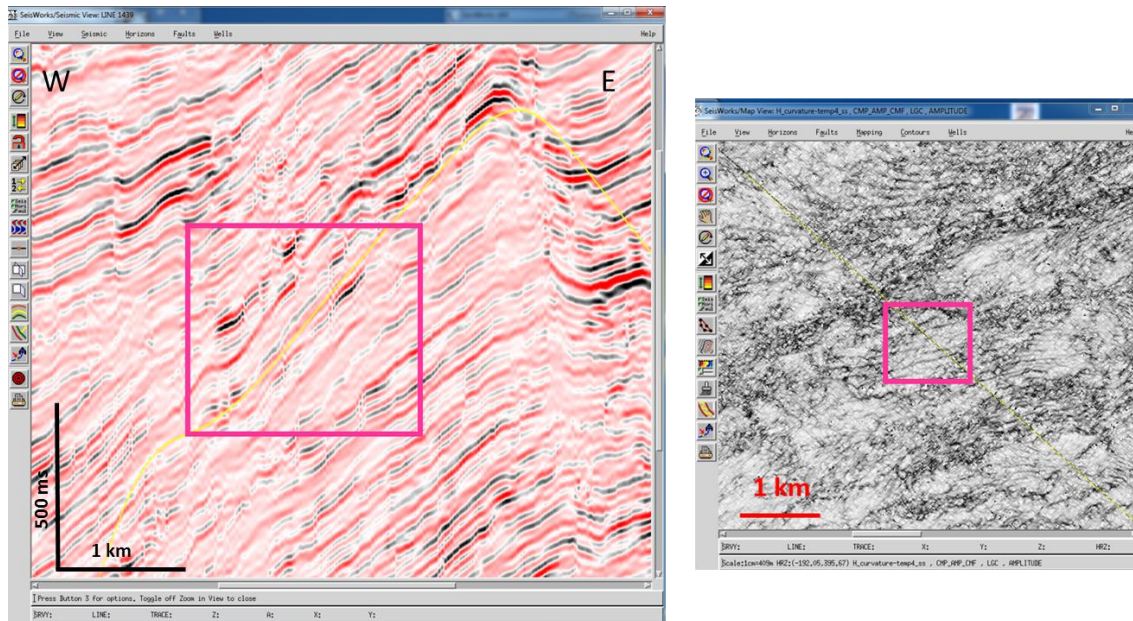 SeisWorks/Seismic View: LINE 1439
File View Seismic Horizons Faults Wells Help
W
E
500 ms
1 km
Press Button 3 for options, Toggle off Zoom in View to close
SRVY: LINE: TRACE: Z: A: X: Y:
SeisWorks/Map View: H_curvature-temp4_ss , CMP_AMP_CMF , LGC , AMPLITUDE
File View Horizons Faults Mapping Contours Wells He
1 km
SRVY: LINE: TRACE: X: Y: Z: HRZ:
Scale:1cm=409m HRZ:(-192,05,395,67) H_curvature-temp4_ss , CMP_AMP_CMF , LGC , AMPLITUDE